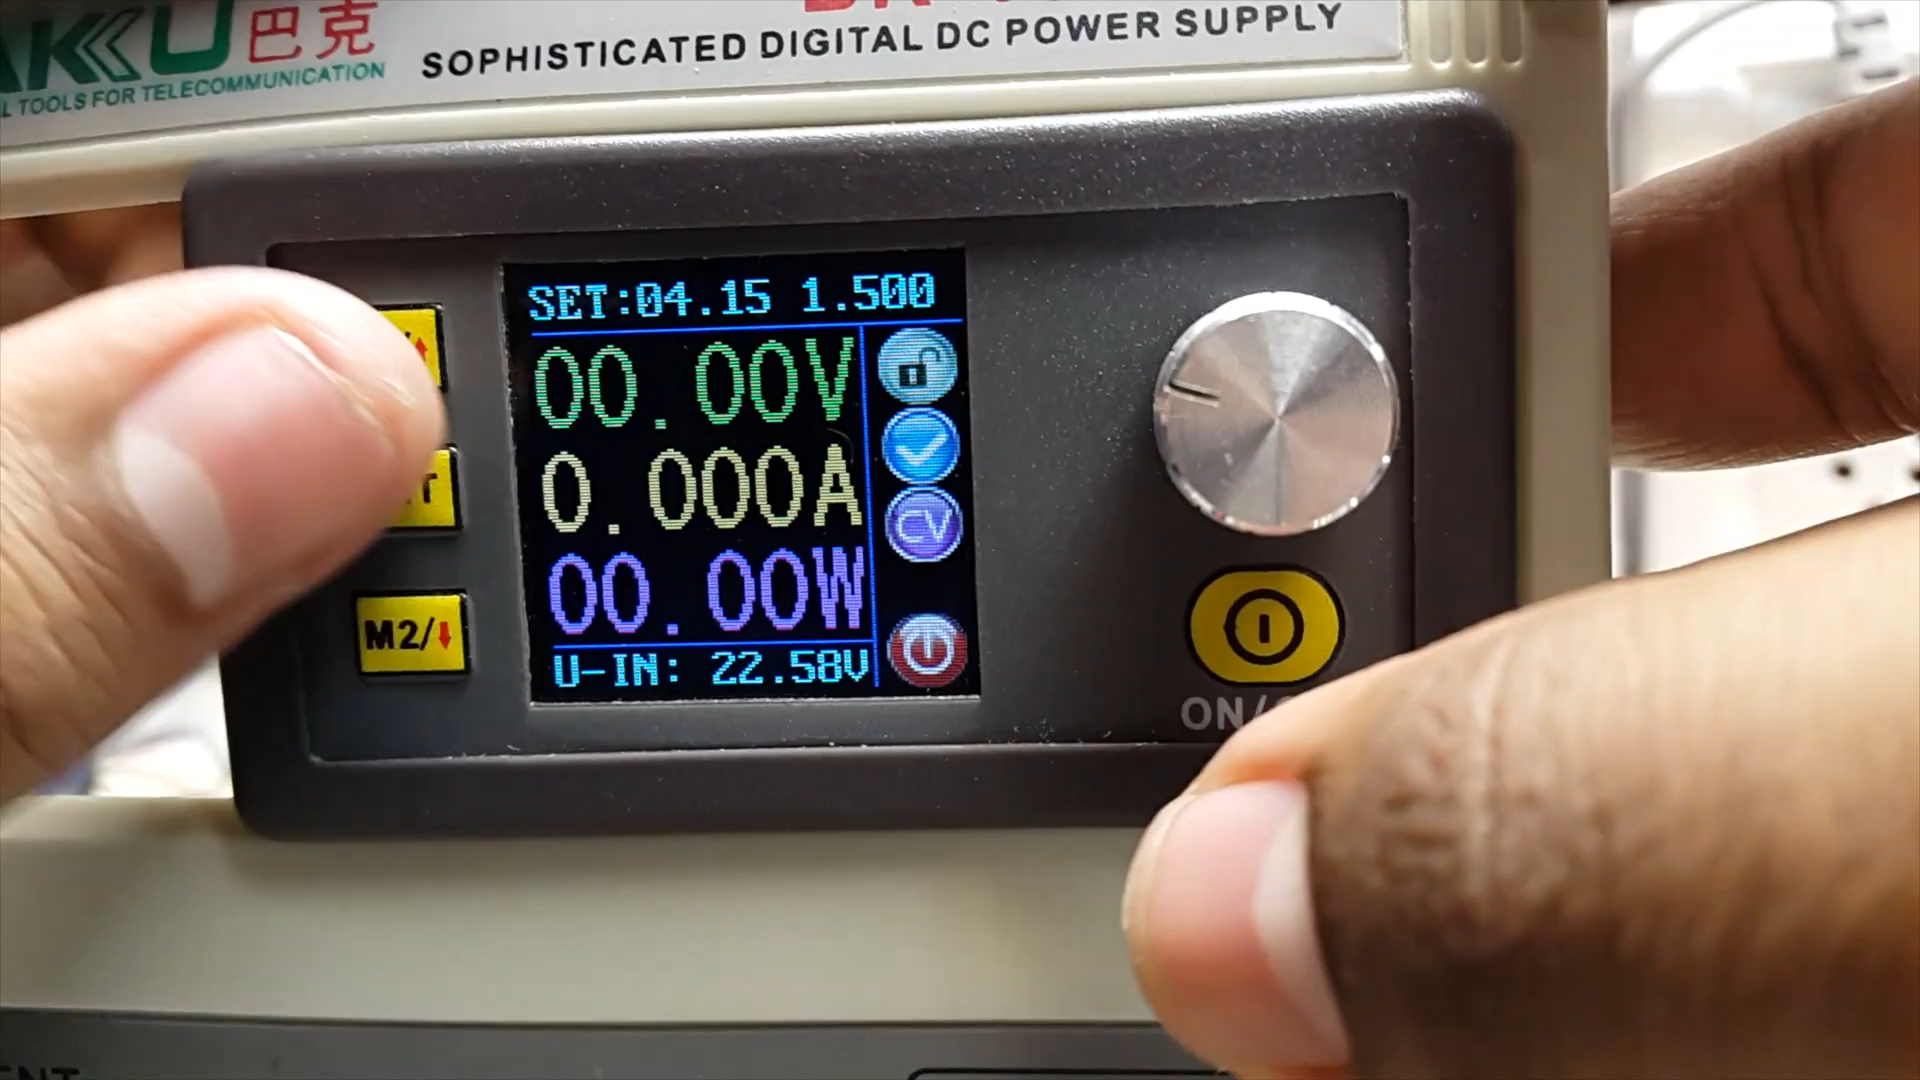 巴克
SOPHISTICATED DIGITAL DC POWER SUPPLY
TOOLS FOR TELECOMMUNICATION
SET:04.15 1.500
00.00V
0.000A
CV
00.00W
M2/
U-IN: 22.58V